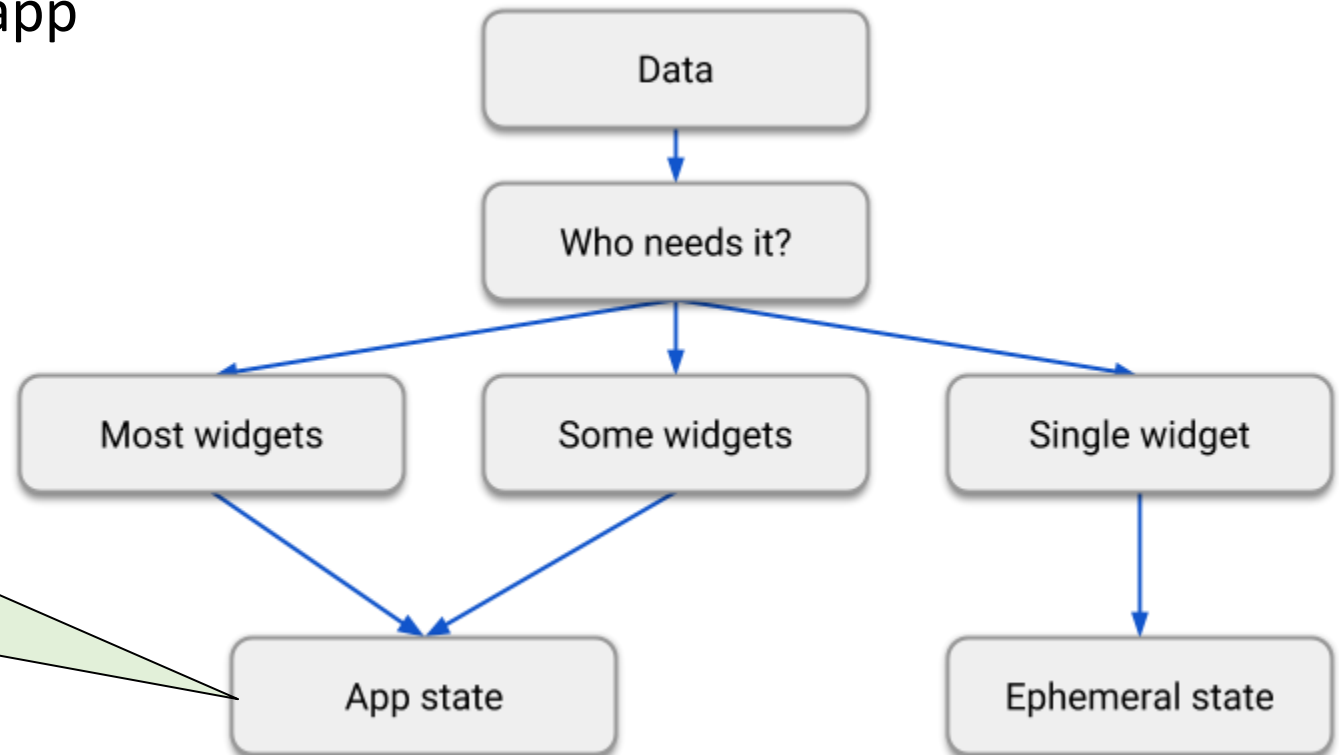 app
Data
Who needs it?
Most widgets
Some widgets
Single widget
App state
Ephemeral state